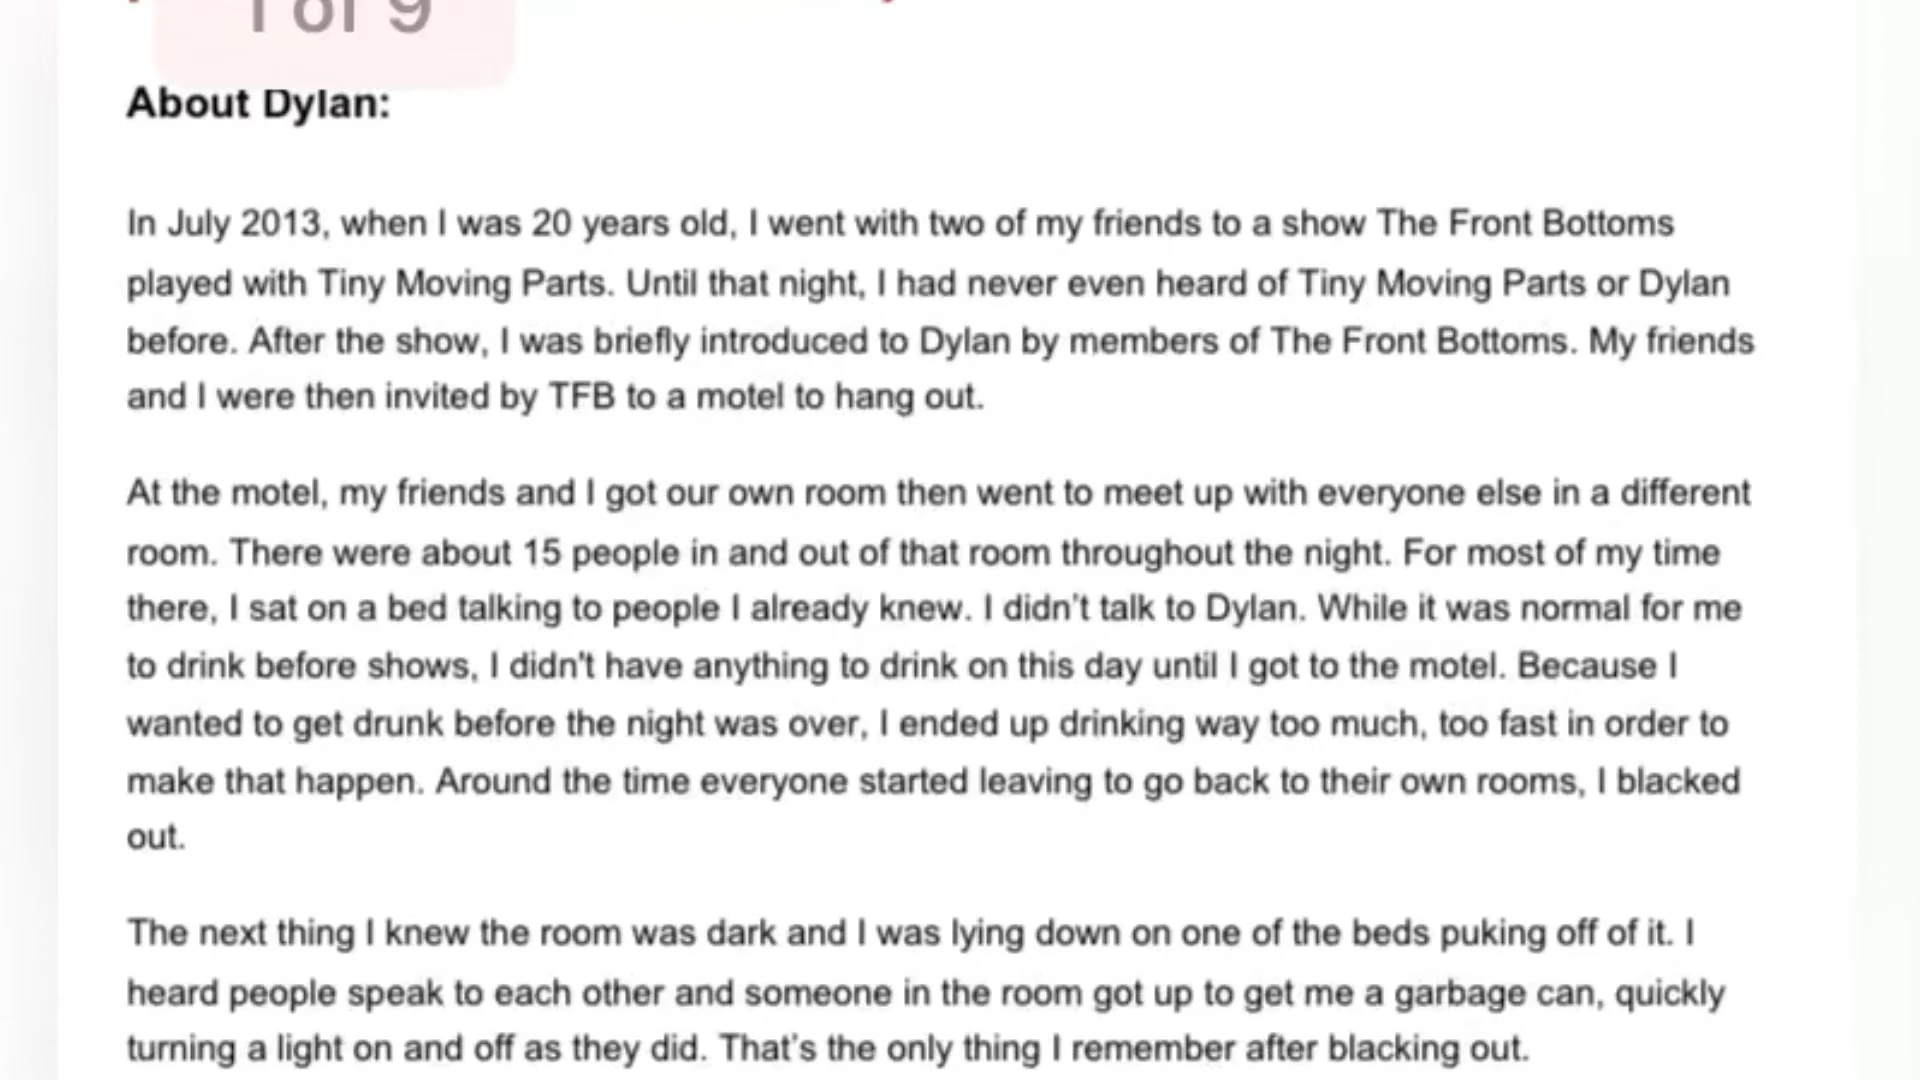 1 of 9
About Dylan:
In July 2013, when I was 20 years old, I went with two of my friends to a show The Front Bottoms
played with Tiny Moving Parts. Until that night, I had never even heard of Tiny Moving Parts or Dylan
before. After the show, I was briefly introduced to Dylan by members of The Front Bottoms. My friends
and I were then invited by TFB to a motel to hang out.
At the motel, my friends and I got our own room then went to meet up with everyone else in a different
room. There were about 15 people in and out of that room throughout the night. For most of my time
there, I sat on a bed talking to people I already knew. I didn’t talk to Dylan. While it was normal for me
to drink before shows, I didn't have anything to drink on this day until I got to the motel. Because I
wanted to get drunk before the night was over, I ended up drinking way too much, too fast in order to
make that happen. Around the time everyone started leaving to go back to their own rooms, I blacked
out.
The next thing I knew the room was dark and I was lying down on one of the beds puking off of it. I
heard people speak to each other and someone in the room got up to get me a garbage can, quickly
turning a light on and off as they did. That’s the only thing I remember after blacking out.